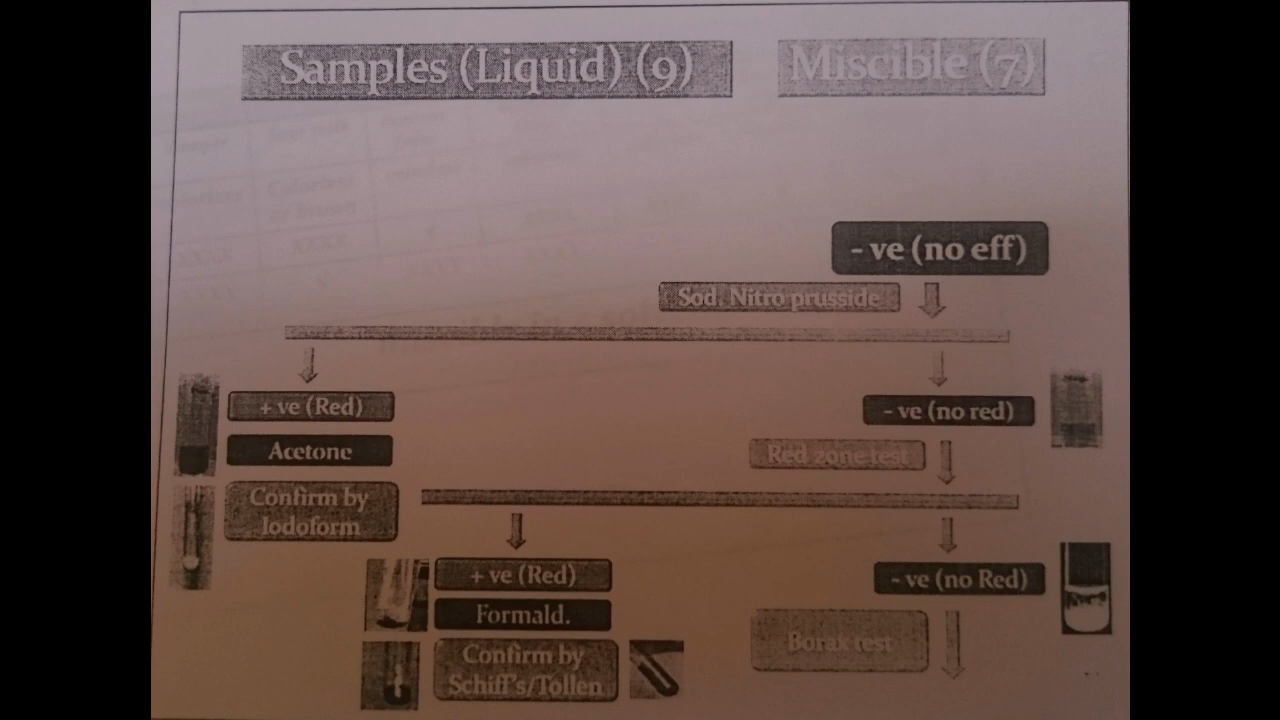 Samples (Liquid) (9)
Miscible (7)
- ve (no eff)
Sod. Nitro prusside
+ ve (Red)
- ve (no red)
Acetone
Red zone test
Confirm by
Iodoform
+ ve (Red)
- ve (no Red)
Formald.
Borax test
Confirm by
Schiff's/Tollen